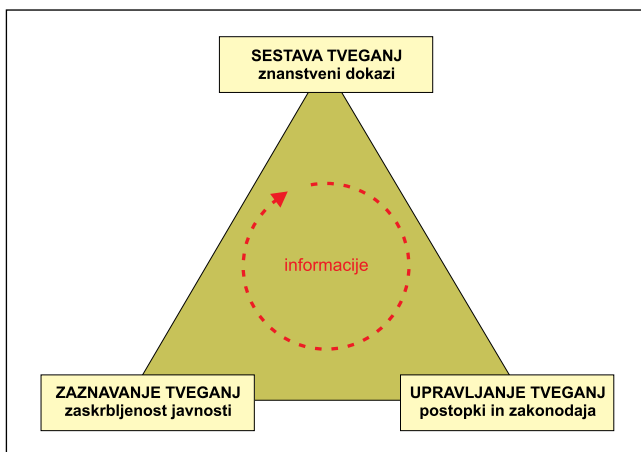 SESTAVA TVEGANJ
znanstveni dokazi
informacije
ZAZNAVANJE TVEGANJ
zaskrbljenost javnosti
UPRAVLJANJE TVEGANJ
postopki in zakonodaja